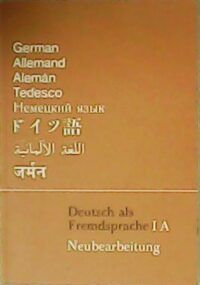 German
Allemand
Alemán
Tedesco
Немецкий язык
ドイツ語
اللغة الألمانية
जर्मन
Deutsch als
Fremdsprache I A
Neubearbeitung